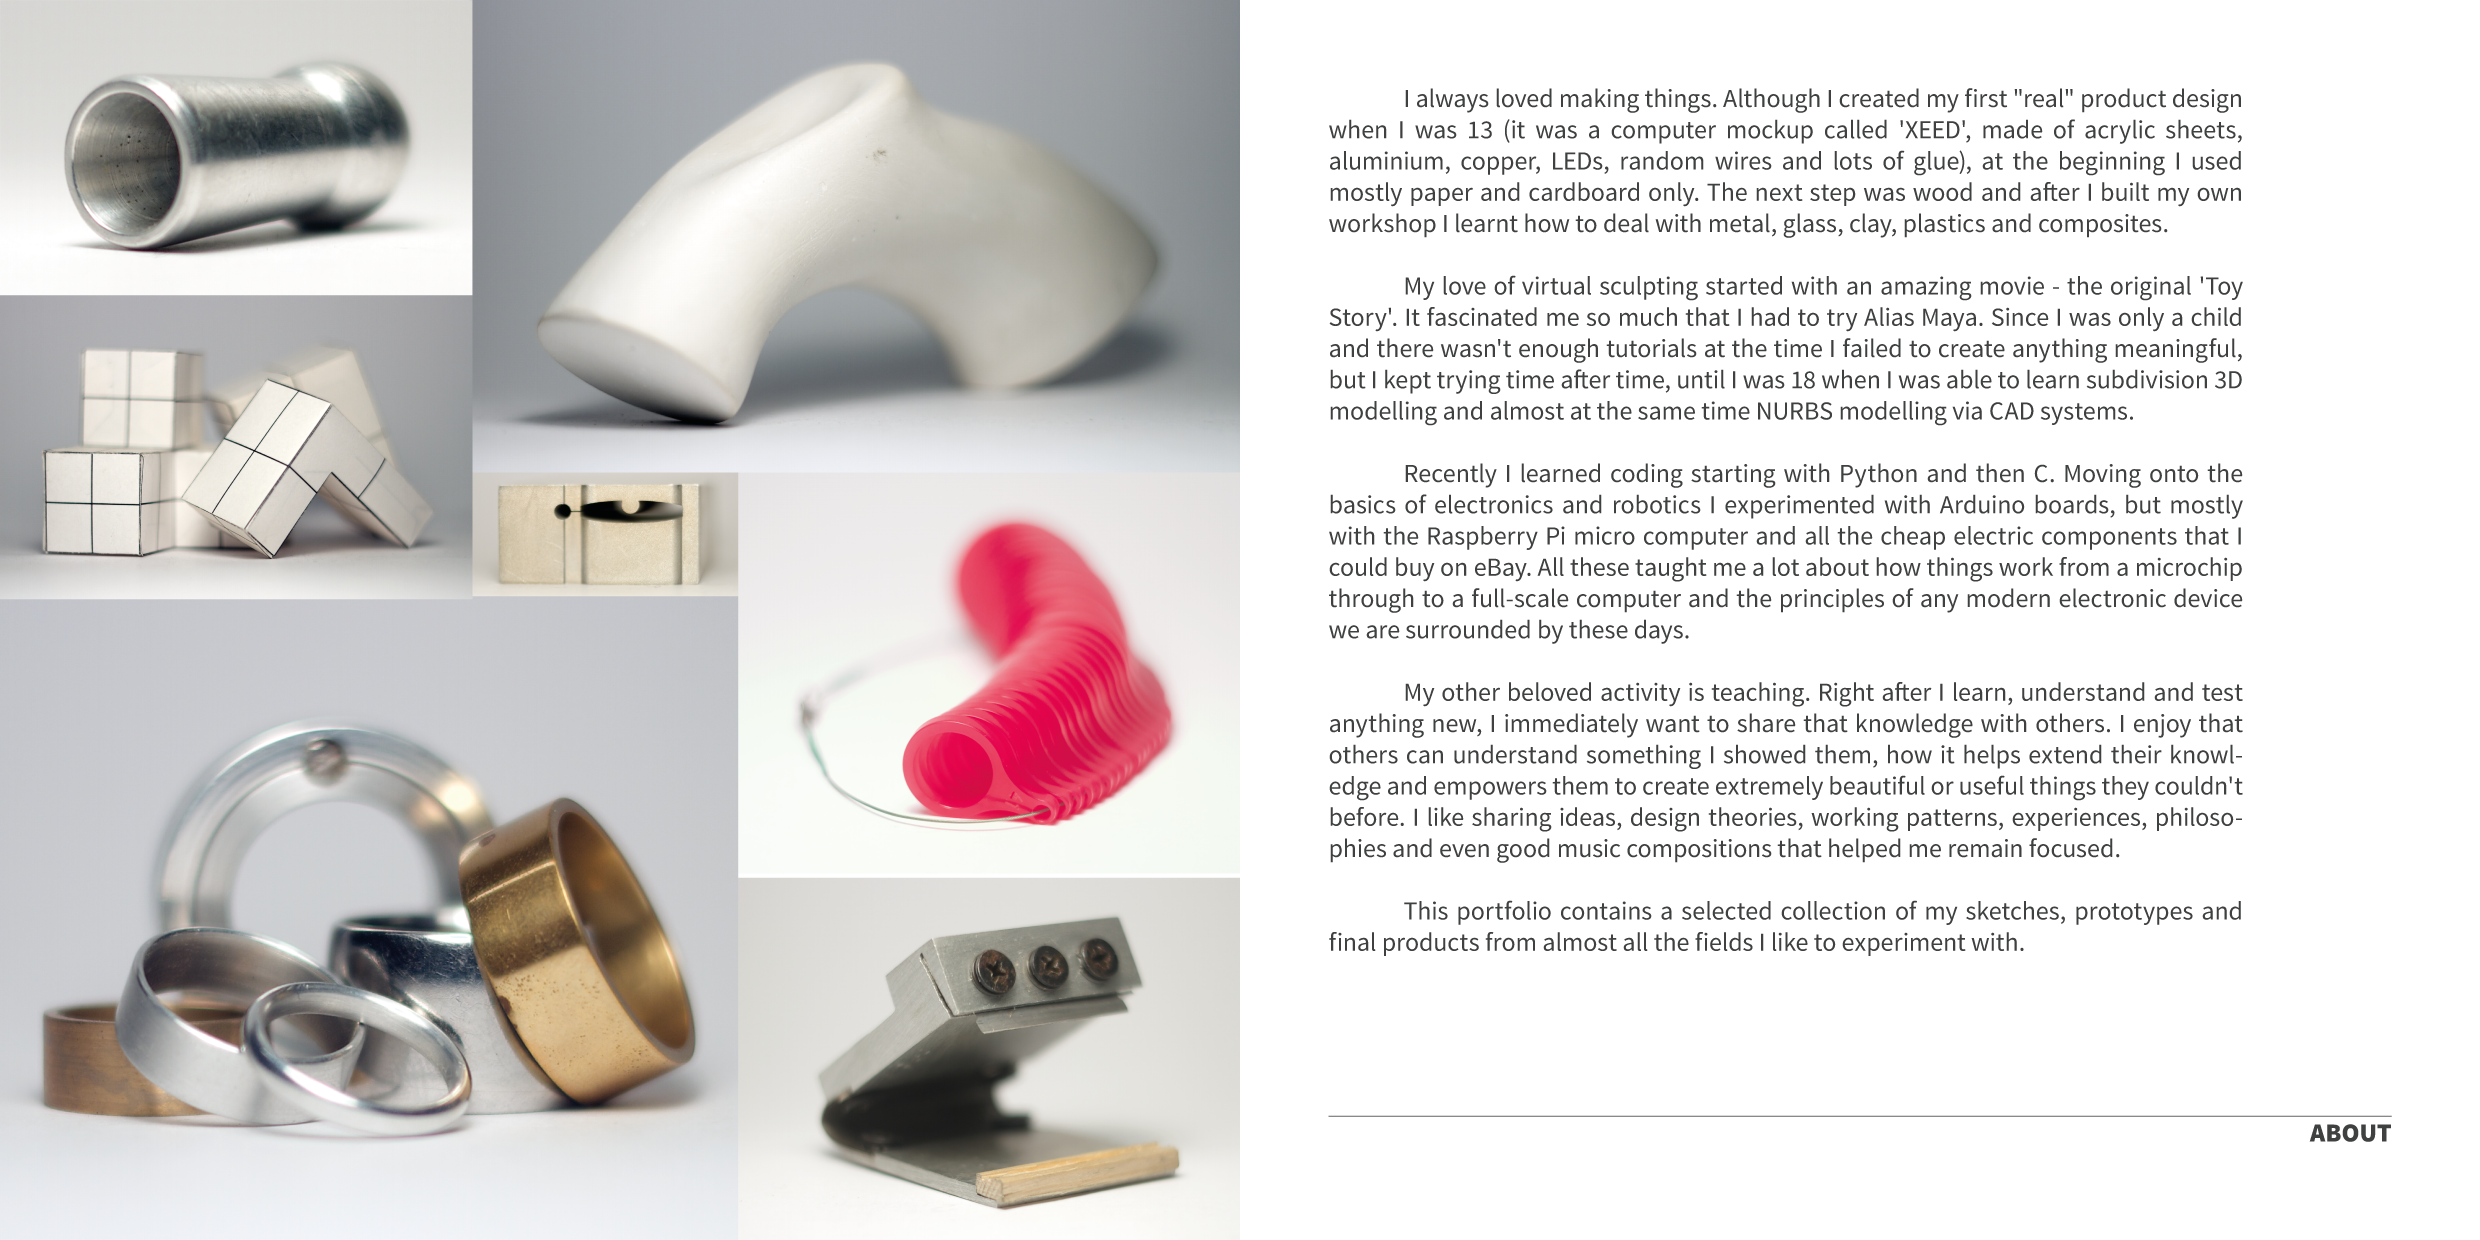 I always loved making things. Although I created my first "real" product design
when I was 13 (it was a computer mockup called 'XEED', made of acrylic sheets,
aluminium, copper, LEDs, random wires and lots of glue), at the beginning I used
mostly paper and cardboard only. The next step was wood and after I built my own
workshop I learnt how to deal with metal, glass, clay, plastics and composites.
My love of virtual sculpting started with an amazing movie - the original 'Toy
Story'. It fascinated me so much that I had to try Alias Maya. Since I was only a child
and there wasn't enough tutorials at the time I failed to create anything meaningful,
but I kept trying time after time, until I was 18 when I was able to learn subdivision 3D
modelling and almost at the same time NURBS modelling via CAD systems.
Recently I learned coding starting with Python and then C. Moving onto the
basics of electronics and robotics I experimented with Arduino boards, but mostly
with the Raspberry Pi micro computer and all the cheap electric components that I
could buy on eBay. All these taught me a lot about how things work from a microchip
through to a full-scale computer and the principles of any modern electronic device
we are surrounded by these days.
My other beloved activity is teaching. Right after I learn, understand and test
anything new, I immediately want to share that knowledge with others. I enjoy that
others can understand something I showed them, how it helps extend their knowl-
edge and empowers them to create extremely beautiful or useful things they couldn't
before. I like sharing ideas, design theories, working patterns, experiences, philoso-
phies and even good music compositions that helped me remain focused.
This portfolio contains a selected collection of my sketches, prototypes and
final products from almost all the fields I like to experiment with.
ABOUT